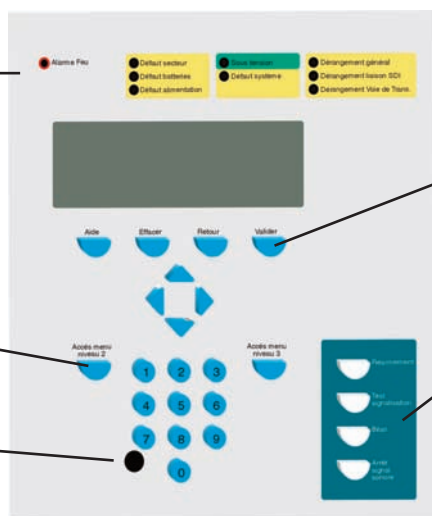 Alarme Feu
Défaut secteur
Défaut batteries
Défaut alimentation
Sous tension
Défaut système
Dérangement général
Dérangement liaison SDI
Dérangement Voie de Trans.
Aide
Effacer
Retour
Valider
Accès menu
niveau 2
Accès menu
niveau 3
1 2 3
4 5 6
7 8 9
0
Réarmement
Test
signalisation
Bilan
Arrêt
signal
sonore